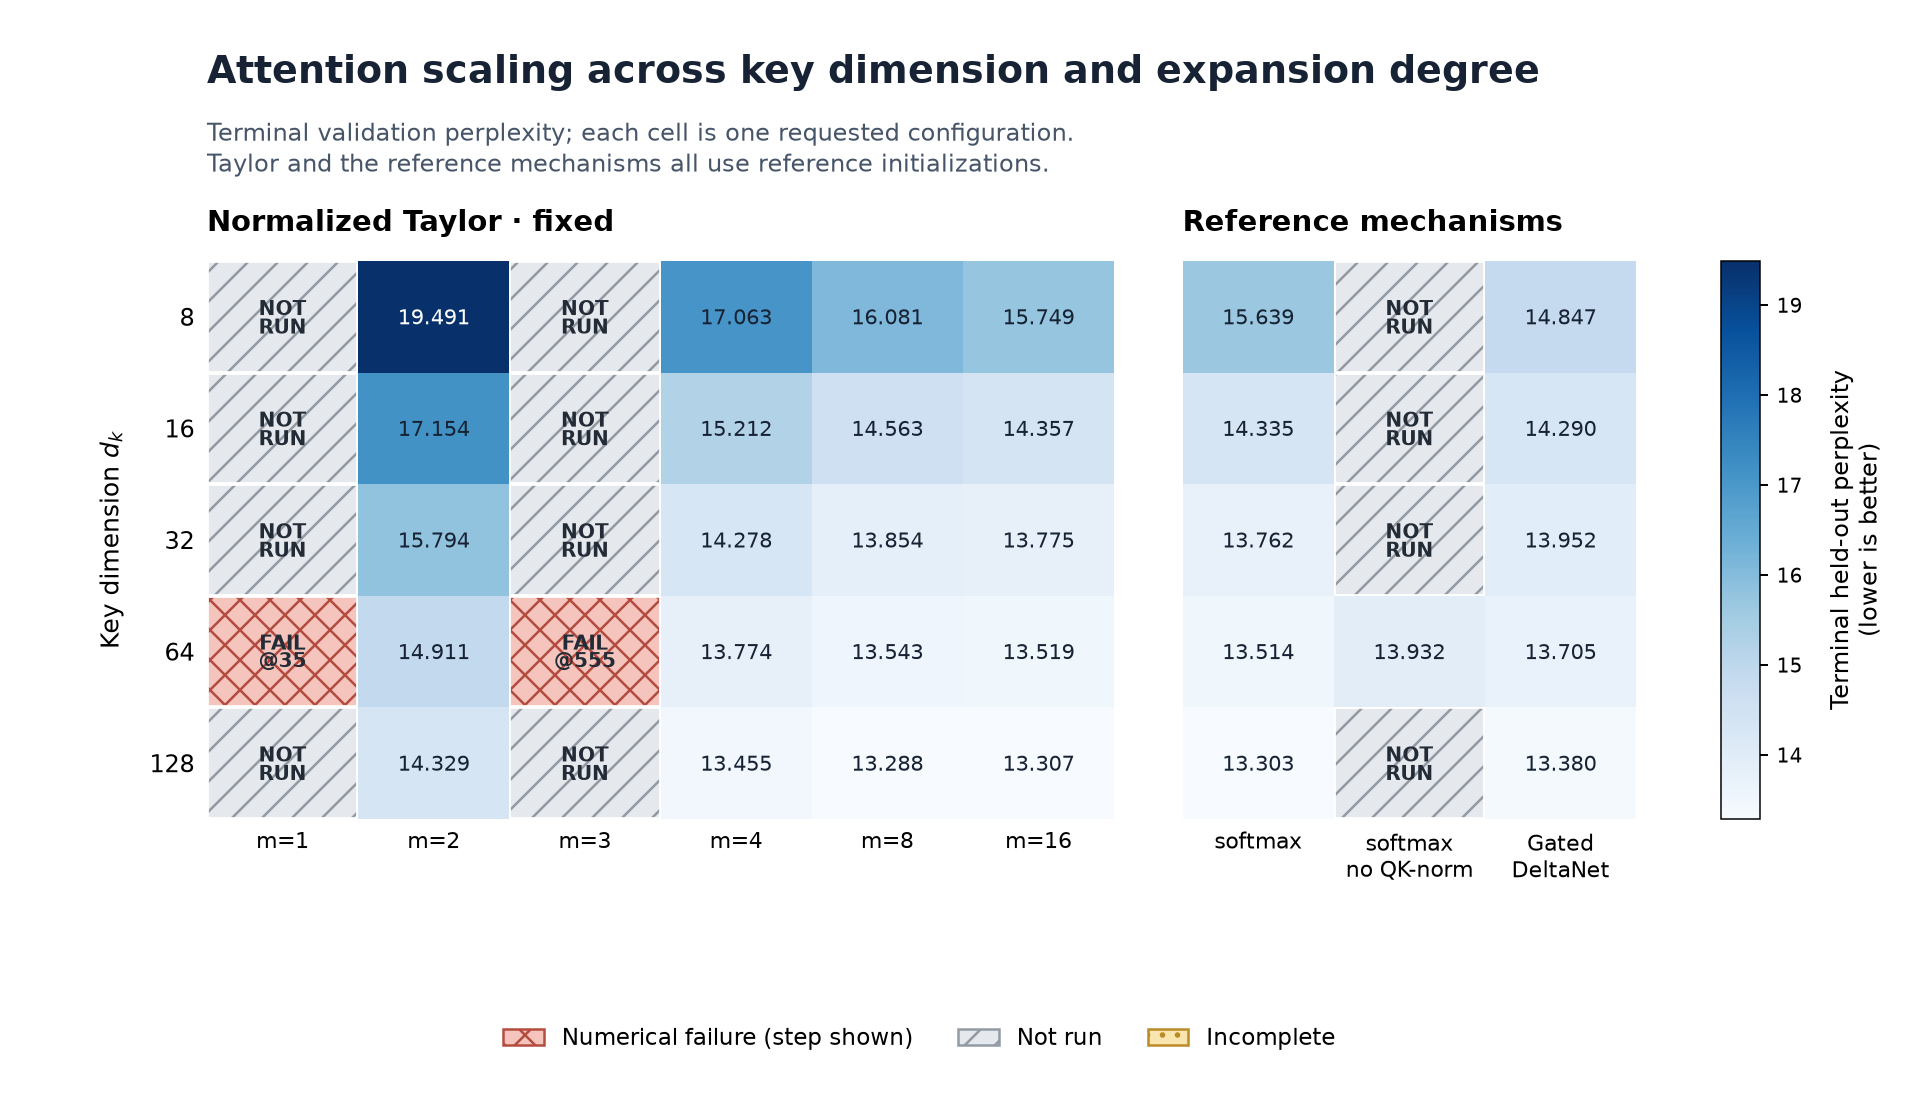 Attention scaling across key dimension and expansion degree
Terminal validation perplexity; each cell is one requested configuration.
Taylor and the reference mechanisms all use reference initializations.
Normalized Taylor · fixed
Reference mechanisms
Key dimension dₖ
8
NOT RUN
19.491
NOT RUN
17.063
16.081
15.749
15.639
NOT RUN
14.847
16
NOT RUN
17.154
NOT RUN
15.212
14.563
14.357
14.335
NOT RUN
14.290
32
NOT RUN
15.794
NOT RUN
14.278
13.854
13.775
13.762
NOT RUN
13.952
64
FAIL @35
14.911
FAIL @555
13.774
13.543
13.519
13.514
13.932
13.705
128
NOT RUN
14.329
NOT RUN
13.455
13.288
13.307
13.303
NOT RUN
13.380
m=1
m=2
m=3
m=4
m=8
m=16
softmax
softmax
no QK-norm
Gated
DeltaNet
19
18
17
16
15
14
Terminal held-out perplexity
(lower is better)
Numerical failure (step shown)
Not run
Incomplete